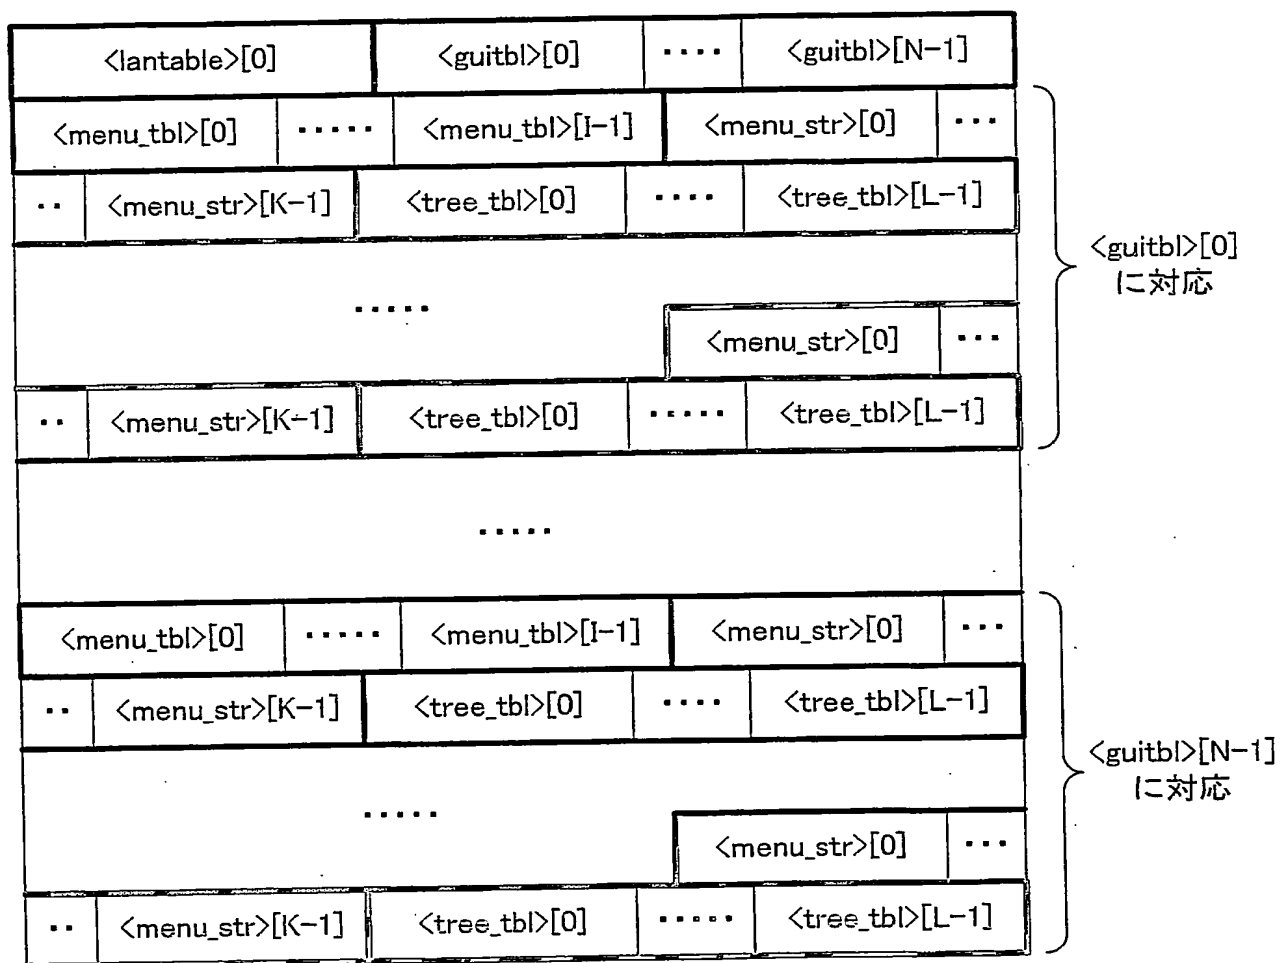 <lantable>[0] <guitbl>[0] ···· <guitbl>[N-1]
<menu_tbl>[0] ····· <menu_tbl>[I-1] <menu_str>[0] ···
·· <menu_str>[K-1] <tree_tbl>[0] ···· <tree_tbl>[L-1]
<guitbl>[0]
に対応
·····
<menu_str>[0] ···
·· <menu_str>[K-1] <tree_tbl>[0] ····· <tree_tbl>[L-1]
·····
<menu_tbl>[0] ····· <menu_tbl>[I-1] <menu_str>[0] ···
·· <menu_str>[K-1] <tree_tbl>[0] ···· <tree_tbl>[L-1]
<guitbl>[N-1]
に対応
·····
<menu_str>[0] ···
·· <menu_str>[K-1] <tree_tbl>[0] ····· <tree_tbl>[L-1]